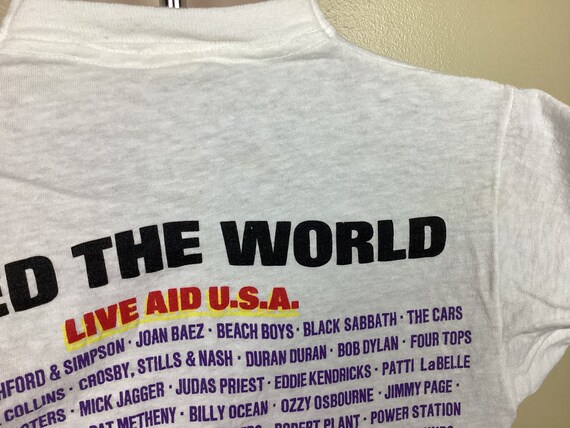 ED THE WORLD
LIVE AID U.S.A.
HFORD & SIMPSON · JOAN BAEZ · BEACH BOYS · BLACK SABBATH · THE CARS
COLLINS · CROSBY, STILLS & NASH · DURAN DURAN · BOB DYLAN · FOUR TOPS
OTERS · MICK JAGGER · JUDAS PRIEST · EDDIE KENDRICKS · PATTI LaBELLE
PAT METHENY · BILLY OCEAN · OZZY OSBOURNE · JIMMY PAGE ·
ROBERT PLANT · POWER STATION